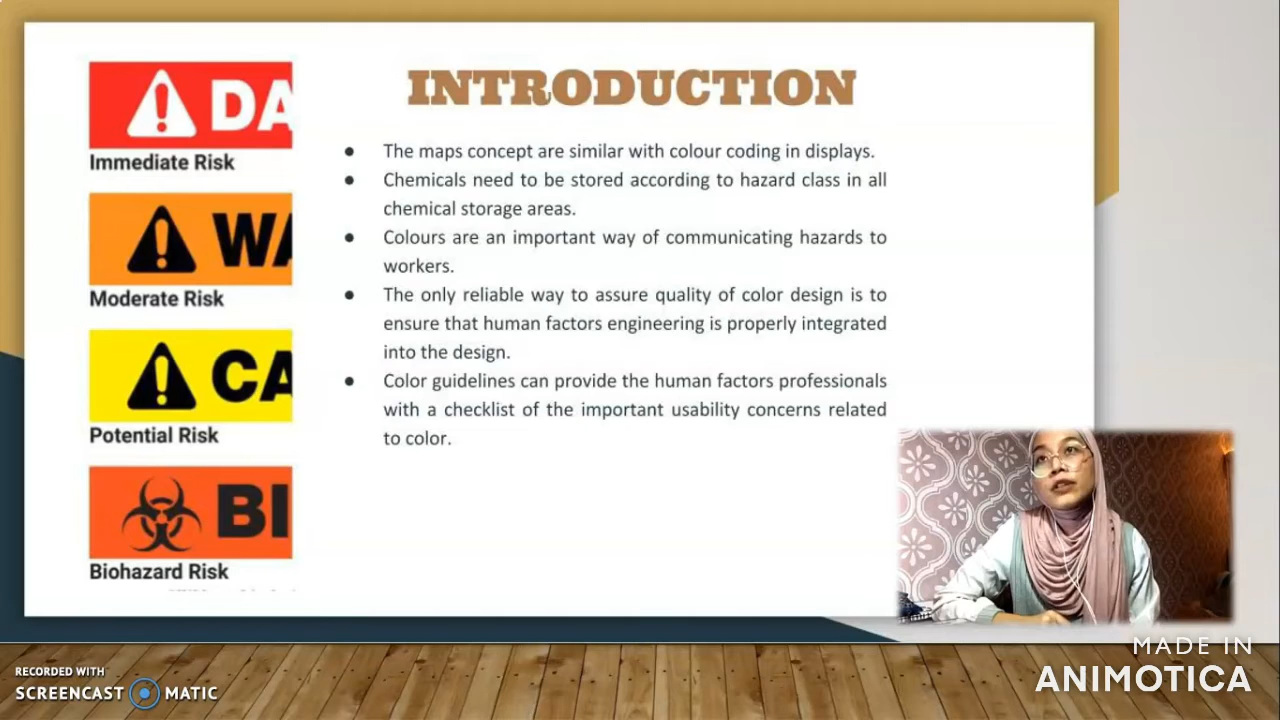 INTRODUCTION
DA
Immediate Risk
WA
Moderate Risk
CA
Potential Risk
BI
Biohazard Risk
● The maps concept are similar with colour coding in displays.
● Chemicals need to be stored according to hazard class in all
chemical storage areas.
● Colours are an important way of communicating hazards to
workers.
● The only reliable way to assure quality of color design is to
ensure that human factors engineering is properly integrated
into the design.
● Color guidelines can provide the human factors professionals
with a checklist of the important usability concerns related
to color.
RECORDED WITH
SCREENCAST MATIC
MADE IN
ANIMOTICA